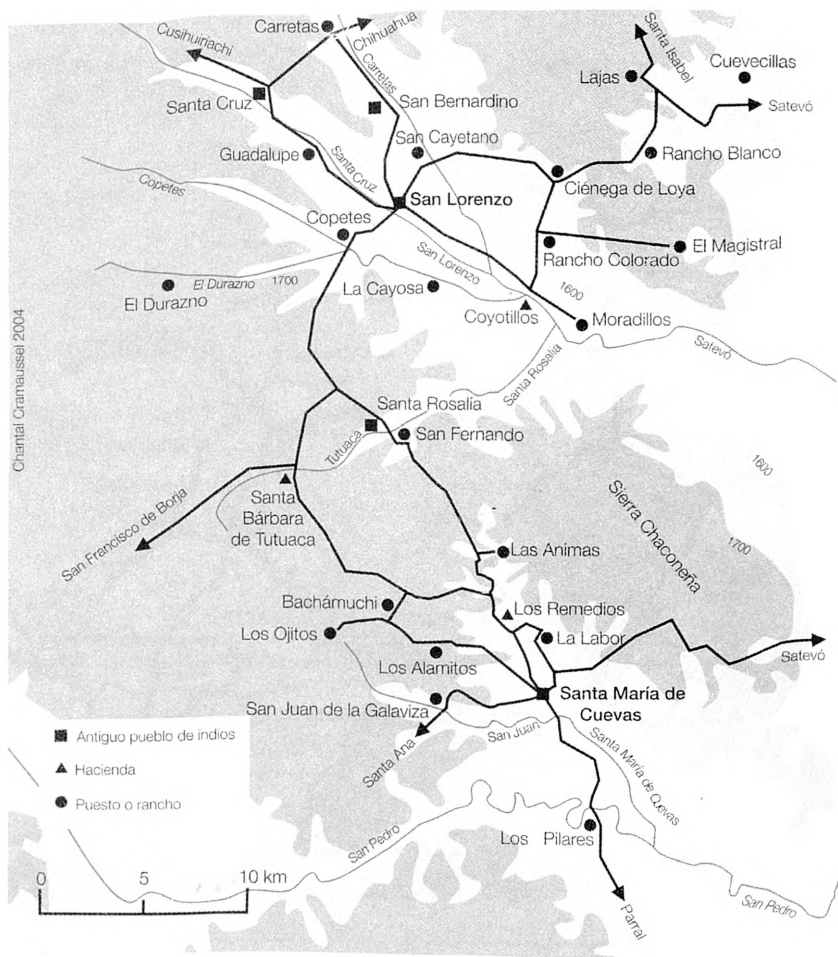 Carretas
Chihuahua
Cusihuiriachi
Santa Isabel
Cuevecillas
Lajas
Carretas
Santa Cruz
San Bernardino
Satevó
San Cayetano
Guadalupe
Santa Cruz
Rancho Blanco
Copetes
Ciénega de Loya
San Lorenzo
Copetes
San Lorenzo
El Magistral
Rancho Colorado
El Durazno
1700
El Durazno
La Cayosa
1600
Coyotillos
Moradillos
Satevó
Chantal Cramaussel 2004
Santa Rosalía
Santa Rosalía
San Fernando
Tutuaca
1600
Santa
Bárbara
de Tutuaca
San Francisco de Borja
Sierra Chaconeña
1700
Las Animas
Bachámuchi
Los Remedios
Los Ojitos
La Labor
Satevó
Los Alamitos
Santa María de
Cuevas
San Juan de la Galaviza
San Juan
Santa Ana
Santa María de Cuevas
Antiguo pueblo de indios
Hacienda
Puesto o rancho
San Pedro
Los Pilares
0
5
10 km
San Pedro
Parral